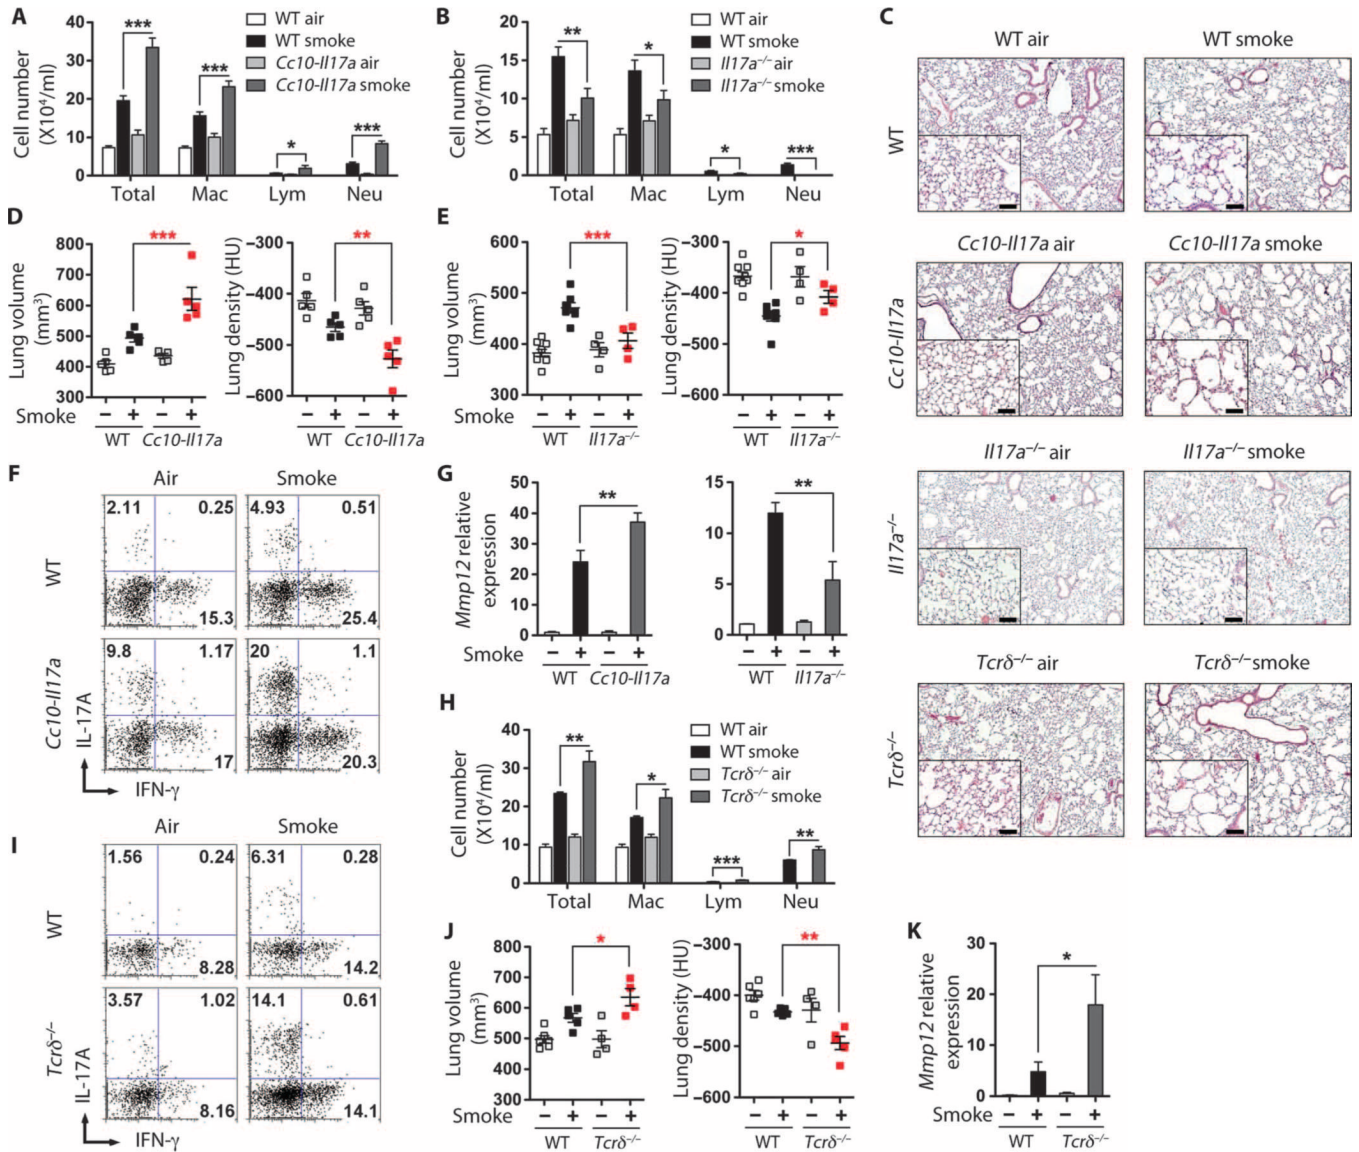 A
Cell number
(X10⁴/ml)
40
30
20
10
0
***
***
*
***
Total Mac Lym Neu
WT air
WT smoke
Cc10-Il17a air
Cc10-Il17a smoke
B
Cell number
(X10⁴/ml)
20
15
10
5
0
**
*
*
***
Total Mac Lym Neu
WT air
WT smoke
Il17a⁻/⁻ air
Il17a⁻/⁻ smoke
C
WT air WT smoke
WT
Cc10-Il17a air Cc10-Il17a smoke
Cc10-Il17a
Il17a⁻/⁻ air Il17a⁻/⁻ smoke
Il17a⁻/⁻
Tcrδ⁻/⁻ air Tcrδ⁻/⁻ smoke
Tcrδ⁻/⁻
D
Lung volume
(mm³)
800
700
600
500
400
300
***
Lung density (HU)
−300
−400
−500
−600
**
Smoke − + − + − + − +
WT Cc10-Il17a WT Cc10-Il17a
E
Lung volume
(mm³)
600
500
400
300
***
Lung density (HU)
−300
−400
−500
−600
*
− + − + − + − +
WT Il17a⁻/⁻ WT Il17a⁻/⁻
F
Air Smoke
WT
2.11 0.25 4.93 0.51
15.3 25.4
Cc10-Il17a
9.8 1.17 20 1.1
17 20.3
IL-17A
IFN-γ
G
Mmp12 relative
expression
50
40
30
20
10
0
**
15
10
5
0
**
Smoke − + − + − + − +
WT Cc10-Il17a WT Il17a⁻/⁻
H
Cell number
(X10⁴/ml)
40
30
20
10
0
**
*
***
**
Total Mac Lym Neu
WT air
WT smoke
Tcrδ⁻/⁻ air
Tcrδ⁻/⁻ smoke
I
Air Smoke
WT
1.56 0.24 6.31 0.28
8.28 14.2
Tcrδ⁻/⁻
3.57 1.02 14.1 0.61
8.16 14.1
IL-17A
IFN-γ
J
Lung volume
(mm³)
800
700
600
500
400
300
*
Lung density (HU)
−300
−400
−500
−600
**
Smoke − + − + − + − +
WT Tcrδ⁻/⁻ WT Tcrδ⁻/⁻
K
Mmp12 relative
expression
30
20
10
0
*
Smoke − + − +
WT Tcrδ⁻/⁻